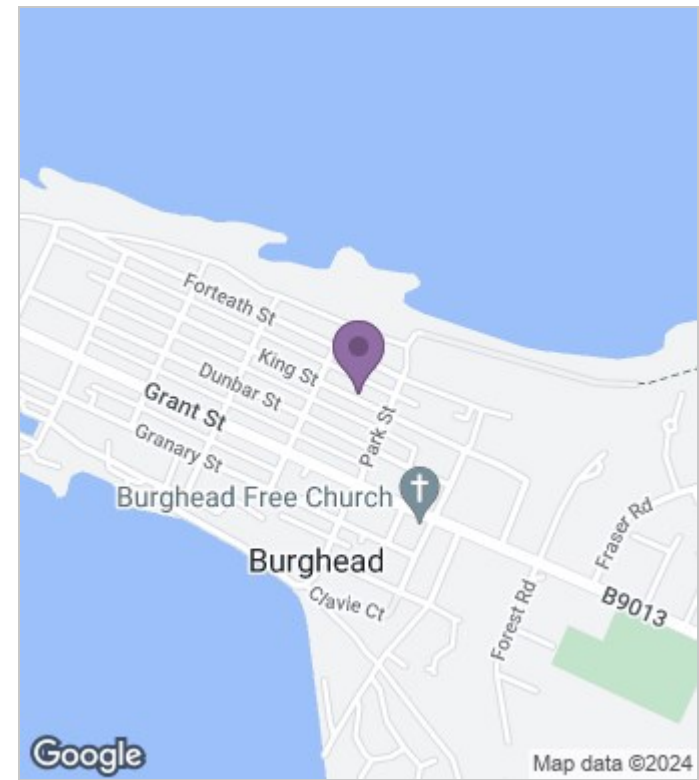 Forteath St
King St
Dunbar St
Grant St
Granary St
Park St
Burghead Free Church
Burghead
Clavie Ct
Fraser Rd
Forest Rd
B9013
Google
Map data ©2024